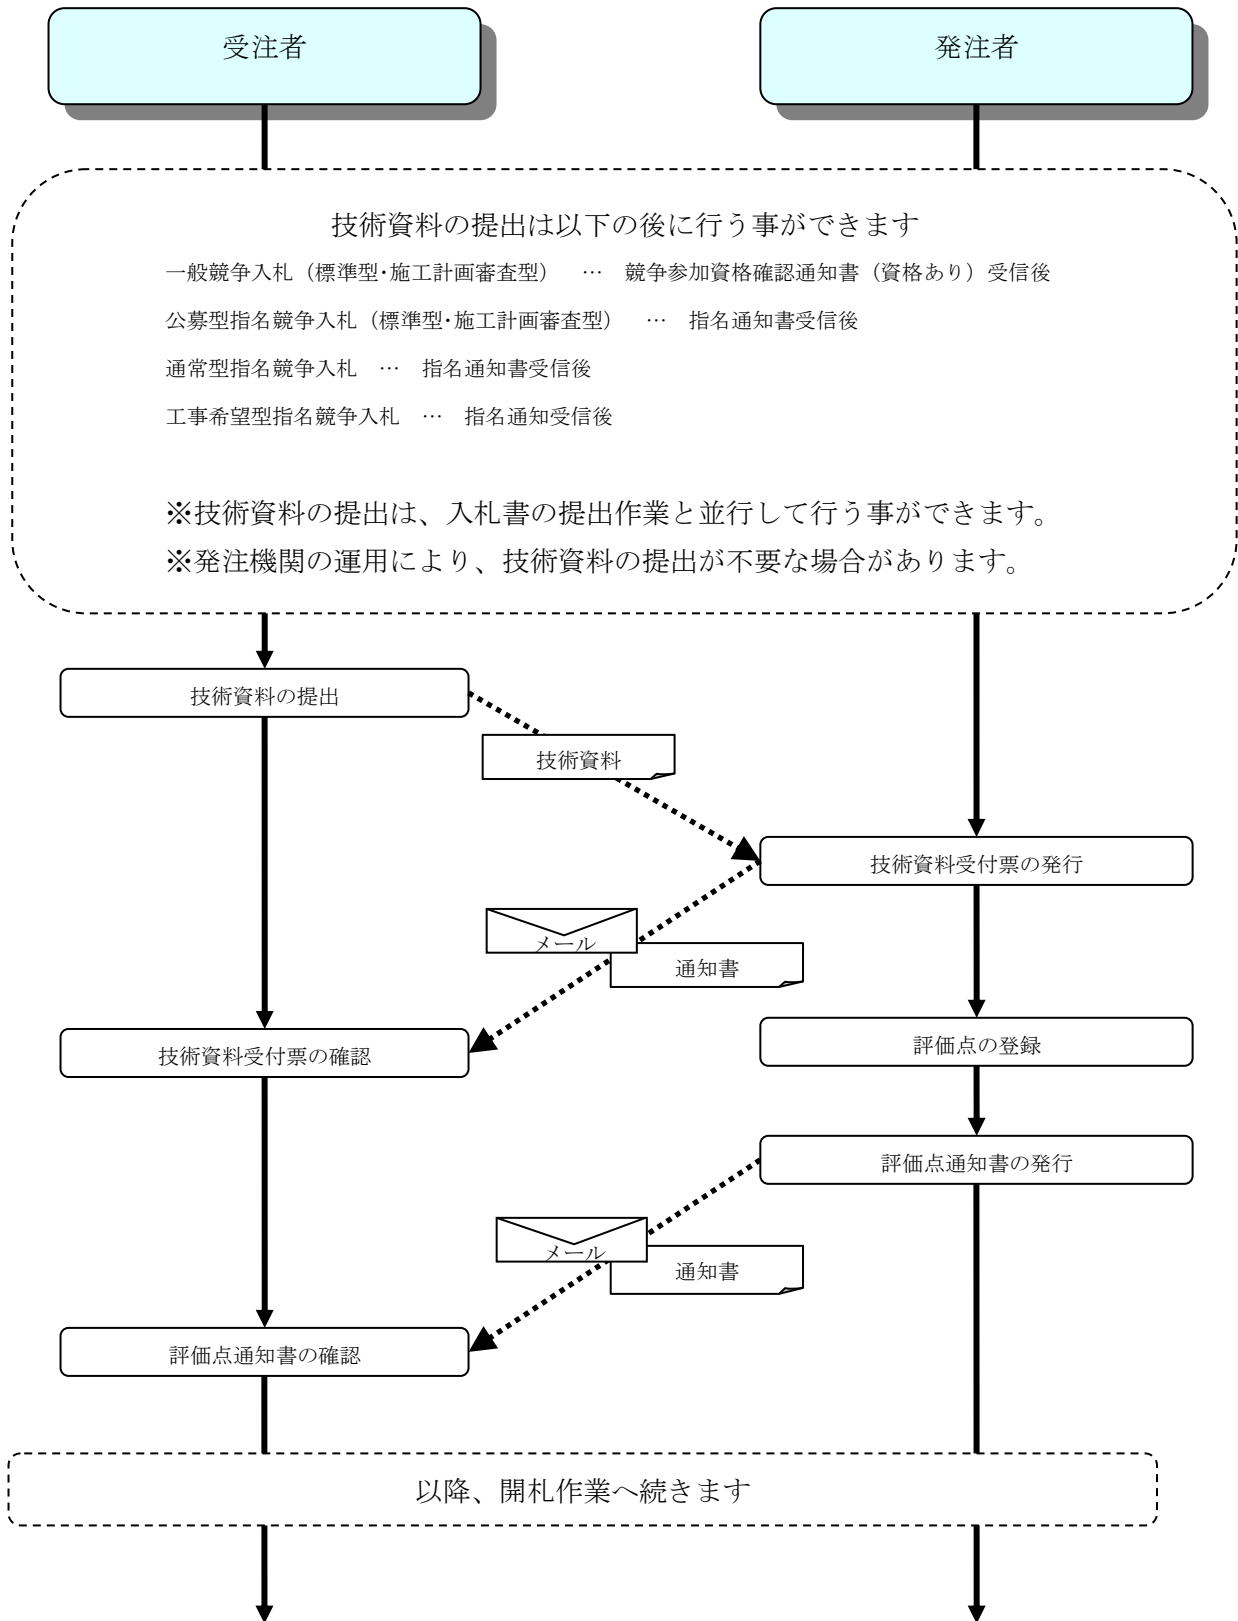 受注者
発注者
技術資料の提出は以下の後に行う事ができます
一般競争入札（標準型･施工計画審査型）　…　競争参加資格確認通知書（資格あり）受信後
公募型指名競争入札（標準型･施工計画審査型）　…　指名通知書受信後
通常型指名競争入札　…　指名通知書受信後
工事希望型指名競争入札　…　指名通知受信後
※技術資料の提出は、入札書の提出作業と並行して行う事ができます。
※発注機関の運用により、技術資料の提出が不要な場合があります。
技術資料の提出
技術資料
技術資料受付票の発行
メール
通知書
技術資料受付票の確認
評価点の登録
評価点通知書の発行
メール
通知書
評価点通知書の確認
以降、開札作業へ続きます